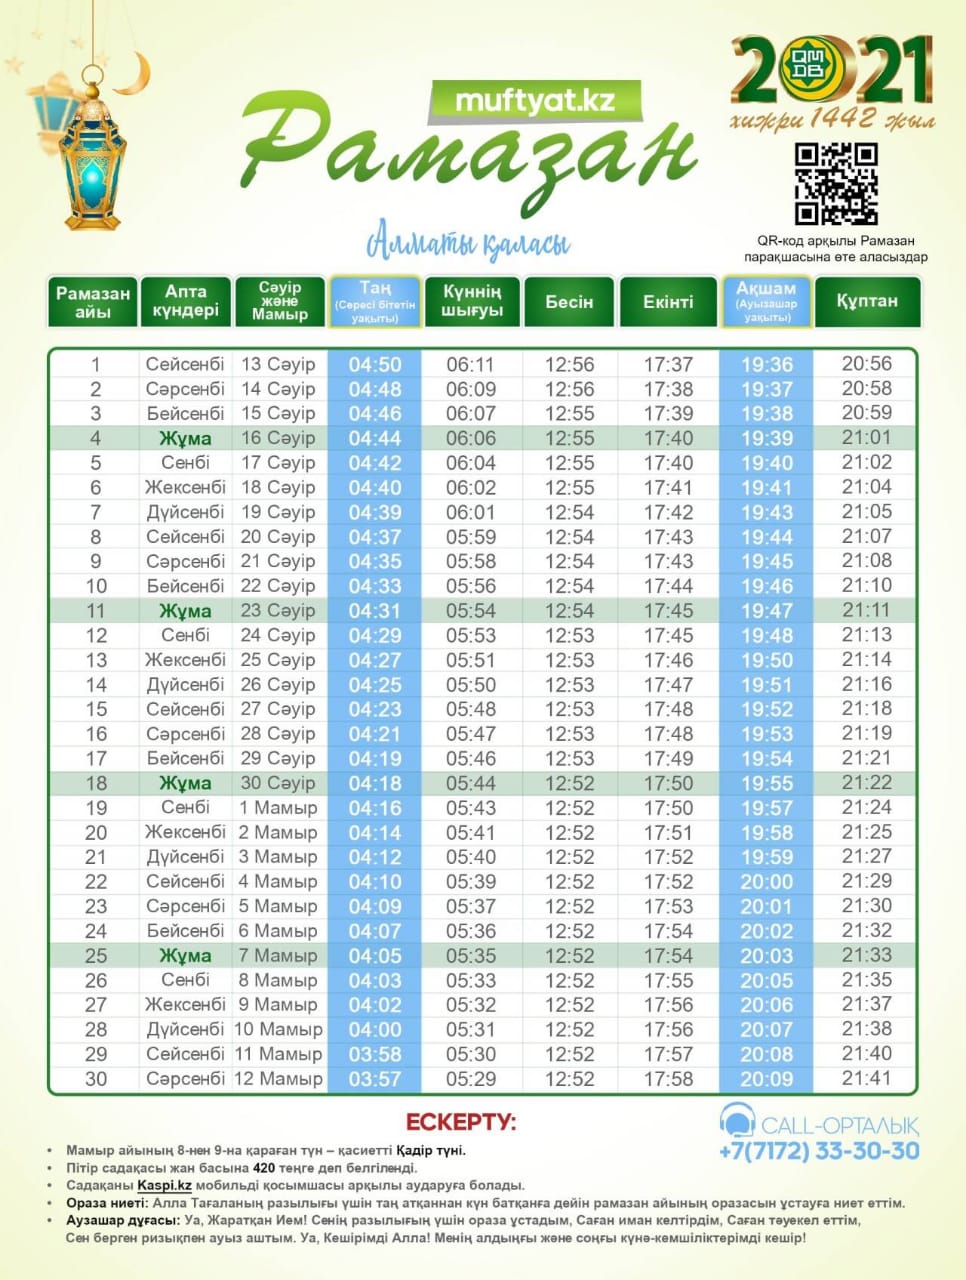 muftyat.kz
Рамазан
2021
QMDB
хижри 1442 жыл
QR-код арқылы Рамазан
парақшасына өте аласыздар
Алматы қаласы
Рамазан айы | Апта күндері | Сәуір және Мамыр | Таң (Сәресі бітетін уақыты) | Күннің шығуы | Бесін | Екінті | Ақшам (Ауызашар уақыты) | Құптан
1 Сейсенбі 13 Сәуір 04:50 06:11 12:56 17:37 19:36 20:56
2 Сәрсенбі 14 Сәуір 04:48 06:09 12:56 17:38 19:37 20:58
3 Бейсенбі 15 Сәуір 04:46 06:07 12:55 17:39 19:38 20:59
4 Жұма 16 Сәуір 04:44 06:06 12:55 17:40 19:39 21:01
5 Сенбі 17 Сәуір 04:42 06:04 12:55 17:40 19:40 21:02
6 Жексенбі 18 Сәуір 04:40 06:02 12:55 17:41 19:41 21:04
7 Дүйсенбі 19 Сәуір 04:39 06:01 12:54 17:42 19:43 21:05
8 Сейсенбі 20 Сәуір 04:37 05:59 12:54 17:43 19:44 21:07
9 Сәрсенбі 21 Сәуір 04:35 05:58 12:54 17:43 19:45 21:08
10 Бейсенбі 22 Сәуір 04:33 05:56 12:54 17:44 19:46 21:10
11 Жұма 23 Сәуір 04:31 05:54 12:54 17:45 19:47 21:11
12 Сенбі 24 Сәуір 04:29 05:53 12:53 17:45 19:48 21:13
13 Жексенбі 25 Сәуір 04:27 05:51 12:53 17:46 19:50 21:14
14 Дүйсенбі 26 Сәуір 04:25 05:50 12:53 17:47 19:51 21:16
15 Сейсенбі 27 Сәуір 04:23 05:48 12:53 17:48 19:52 21:18
16 Сәрсенбі 28 Сәуір 04:21 05:47 12:53 17:48 19:53 21:19
17 Бейсенбі 29 Сәуір 04:19 05:46 12:53 17:49 19:54 21:21
18 Жұма 30 Сәуір 04:18 05:44 12:52 17:50 19:55 21:22
19 Сенбі 1 Мамыр 04:16 05:43 12:52 17:50 19:57 21:24
20 Жексенбі 2 Мамыр 04:14 05:41 12:52 17:51 19:58 21:25
21 Дүйсенбі 3 Мамыр 04:12 05:40 12:52 17:52 19:59 21:27
22 Сейсенбі 4 Мамыр 04:10 05:39 12:52 17:52 20:00 21:29
23 Сәрсенбі 5 Мамыр 04:09 05:37 12:52 17:53 20:01 21:30
24 Бейсенбі 6 Мамыр 04:07 05:36 12:52 17:54 20:02 21:32
25 Жұма 7 Мамыр 04:05 05:35 12:52 17:54 20:03 21:33
26 Сенбі 8 Мамыр 04:03 05:33 12:52 17:55 20:05 21:35
27 Жексенбі 9 Мамыр 04:02 05:32 12:52 17:56 20:06 21:37
28 Дүйсенбі 10 Мамыр 04:00 05:31 12:52 17:56 20:07 21:38
29 Сейсенбі 11 Мамыр 03:58 05:30 12:52 17:57 20:08 21:40
30 Сәрсенбі 12 Мамыр 03:57 05:29 12:52 17:58 20:09 21:41
ЕСКЕРТУ:
CALL-ОРТАЛЫҚ
+7(7172) 33-30-30
• Мамыр айының 8-нен 9-на қараған түн – қасиетті Қадір түні.
• Пітір садақасы жан басына 420 теңге деп белгіленді.
• Садақаны Kaspi.kz мобильді қосымшасы арқылы аударуға болады.
• Ораза ниеті: Алла Тағаланың разылығы үшін таң атқаннан күн батқанға дейін рамазан айының оразасын ұстауға ниет еттім.
• Аузашар дұғасы: Уа, Жаратқан Ием! Сенің разылығың үшін ораза ұстадым, Саған иман келтірдім, Саған тәуекел еттім,
Сен берген ризықпен ауыз аштым. Уа, Кешірімді Алла! Менің алдыңғы және соңғы күнә-кемшіліктерімді кешір!